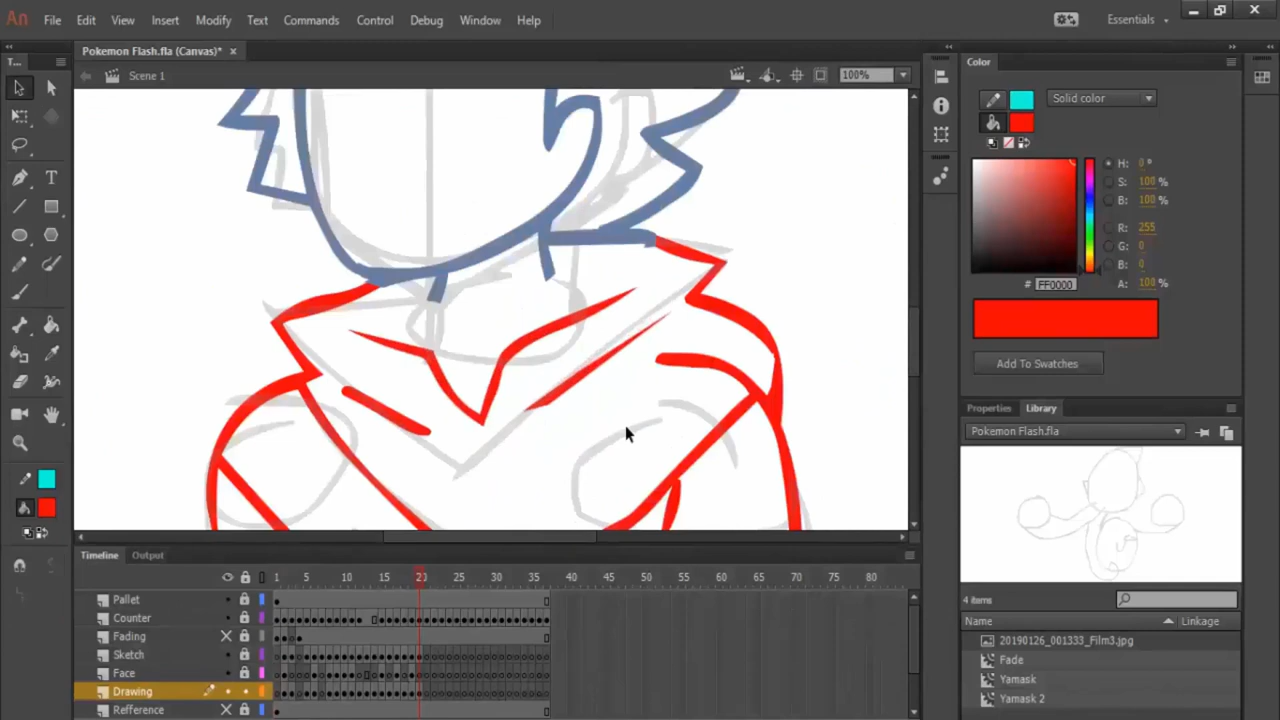 An File Edit View Insert Modify Text Commands Control Debug Window Help Essentials
Pokemon Flash.fla (Canvas)* ×
Scene 1 100%
T...
Color
Solid color
H: 0 °
S: 100 %
B: 100 %
R: 255
G: 0
B: 0
# FF0000 A: 100 %
Add To Swatches
Properties Library
Pokemon Flash.fla
4 items
Name Linkage
20190126_001333_Film3.jpg
Fade
Yamask
Yamask 2
Timeline Output
1 5 10 15 20 25 30 35 40 45 50 55 60 65 70 75 80
Pallet
Counter
Fading
Sketch
Face
Drawing
Refference